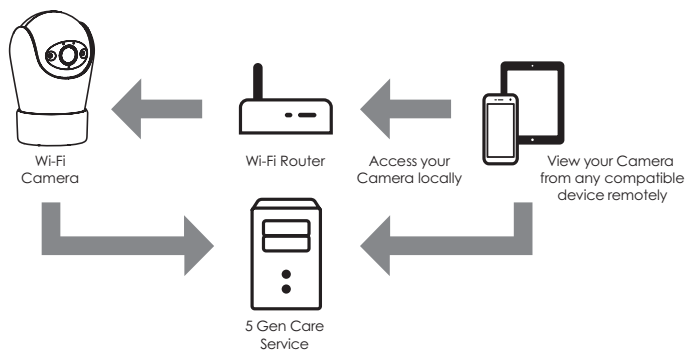 Wi-Fi
Camera
Wi-Fi Router
Access your
Camera locally
View your Camera
from any compatible
device remotely
5 Gen Care
Service